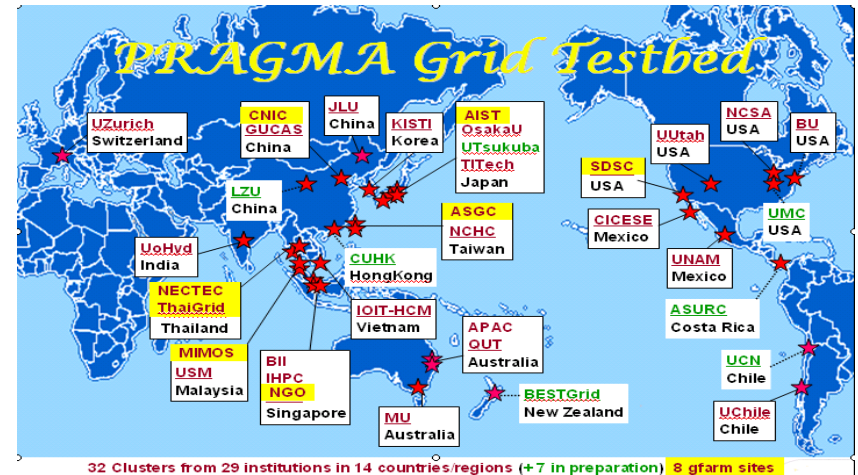 PRAGMA Grid Testbed
UZurich
Switzerland
CNIC
GUCAS
China
JLU
China
KISTI
Korea
AIST
OsakaU
UTsukuba
TITech
Japan
LZU
China
ASGC
NCHC
Taiwan
UoHyd
India
CUHK
HongKong
NECTEC
ThaiGrid
Thailand
IOIT-HCM
Vietnam
MIMOS
USM
Malaysia
BII
IHPC
NGO
Singapore
APAC
QUT
Australia
MU
Australia
BESTGrid
New Zealand
SDSC
USA
UUtah
USA
NCSA
USA
BU
USA
UMC
USA
CICESE
Mexico
UNAM
Mexico
ASURC
Costa Rica
UCN
Chile
UChile
Chile
32 Clusters from 29 institutions in 14 countries/regions (+7 in preparation) 8 gfarm sites